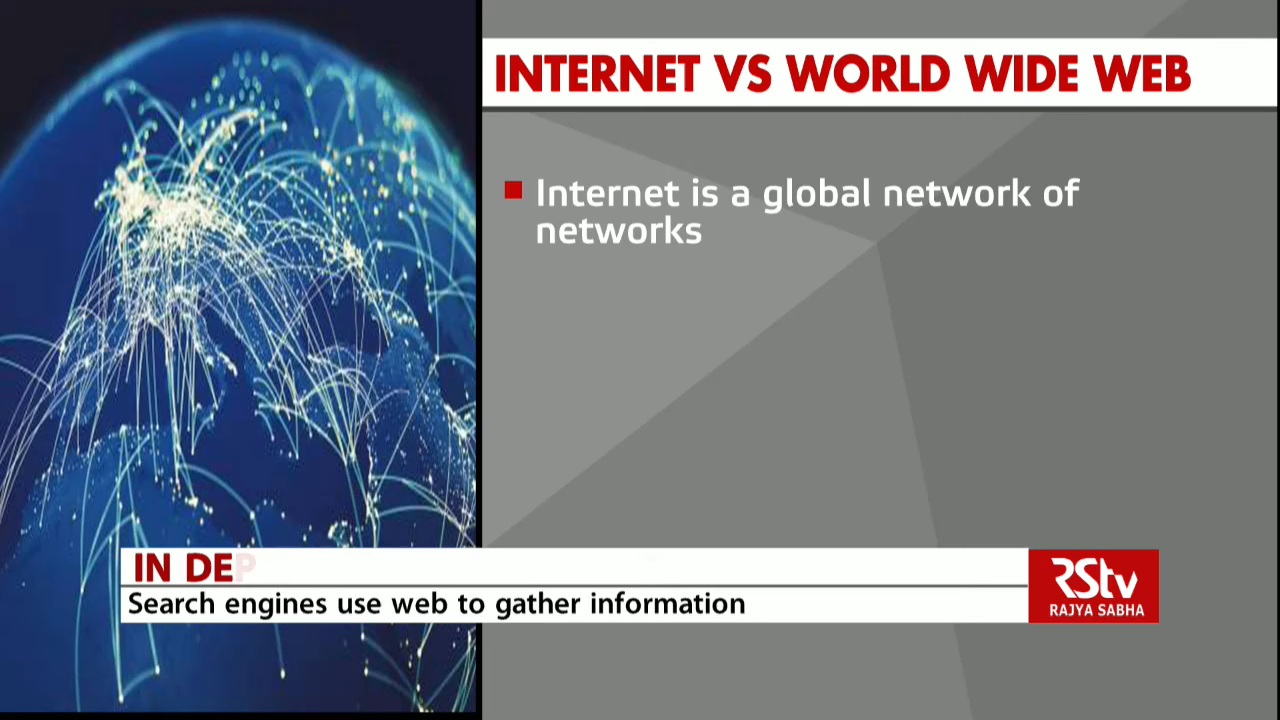 INTERNET VS WORLD WIDE WEB
Internet is a global network of
networks
IN DEP
Search engines use web to gather information
RStv
RAJYA SABHA